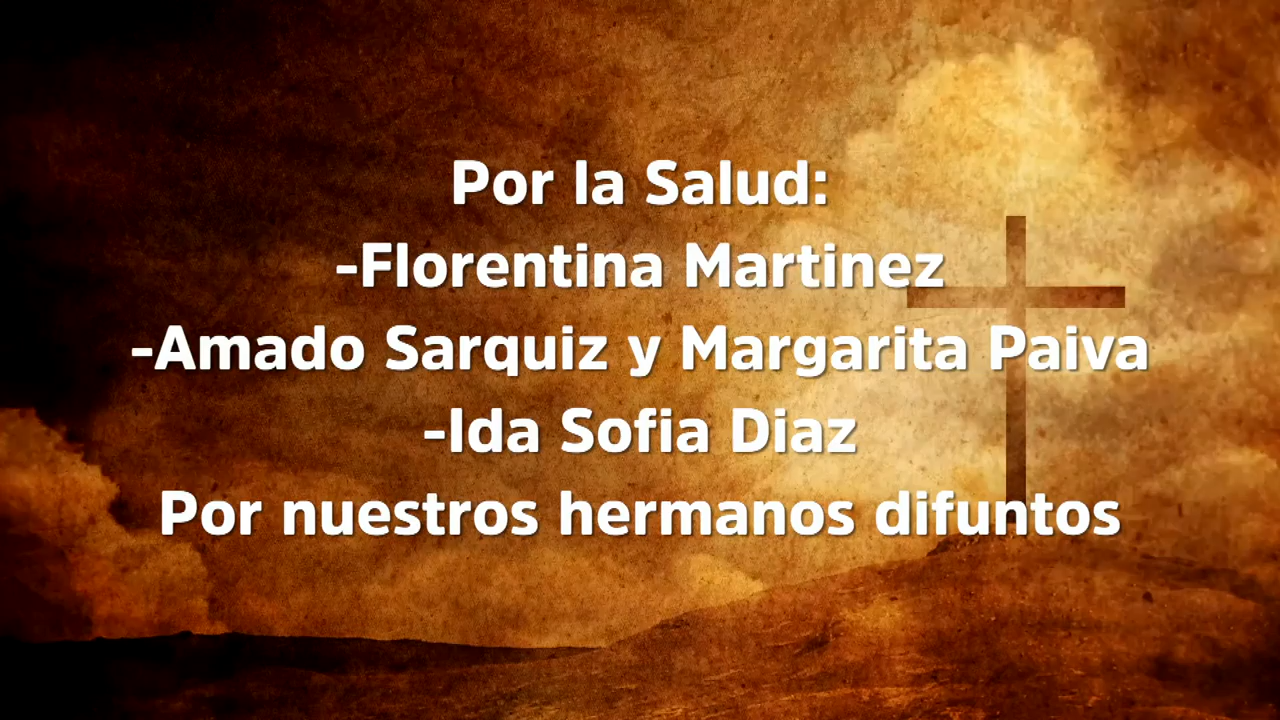 Por la Salud:
-Florentina Martinez
-Amado Sarquiz y Margarita Paiva
-Ida Sofia Diaz
Por nuestros hermanos difuntos